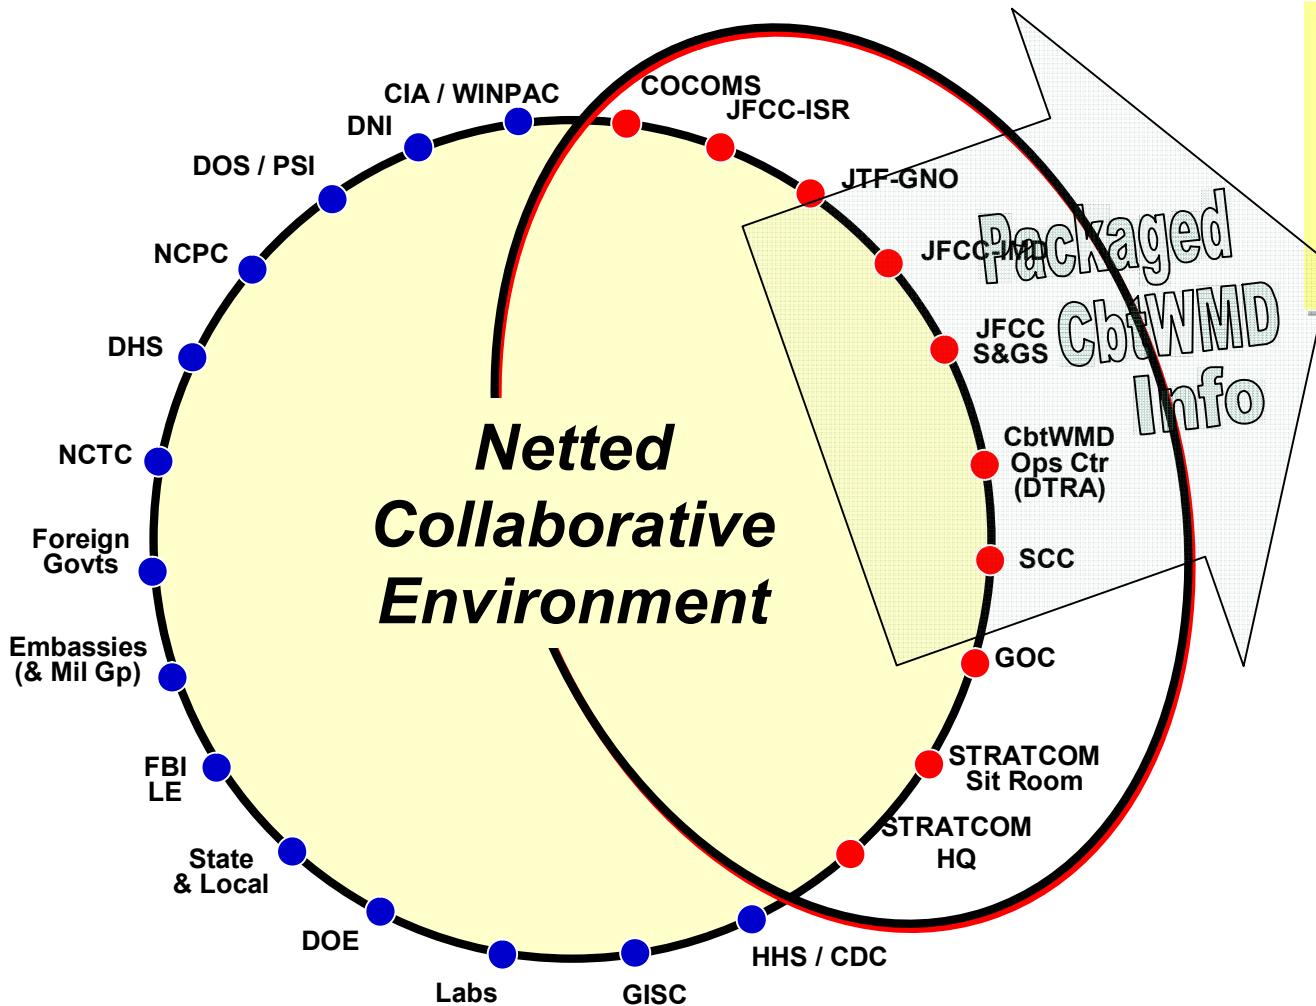 COCOMS
CIA / WINPAC
JFCC-ISR
DNI
DOS / PSI
JTF-GNO
NCPC
JFCC-IMD
Packaged
CbtWMD
Info
DHS
JFCC
S&GS
NCTC
CbtWMD
Ops Ctr
(DTRA)
Netted
Collaborative
Environment
Foreign
Govts
SCC
Embassies
(& Mil Gp)
GOC
FBI
LE
STRATCOM
Sit Room
State
& Local
STRATCOM
HQ
DOE
HHS / CDC
Labs
GISC